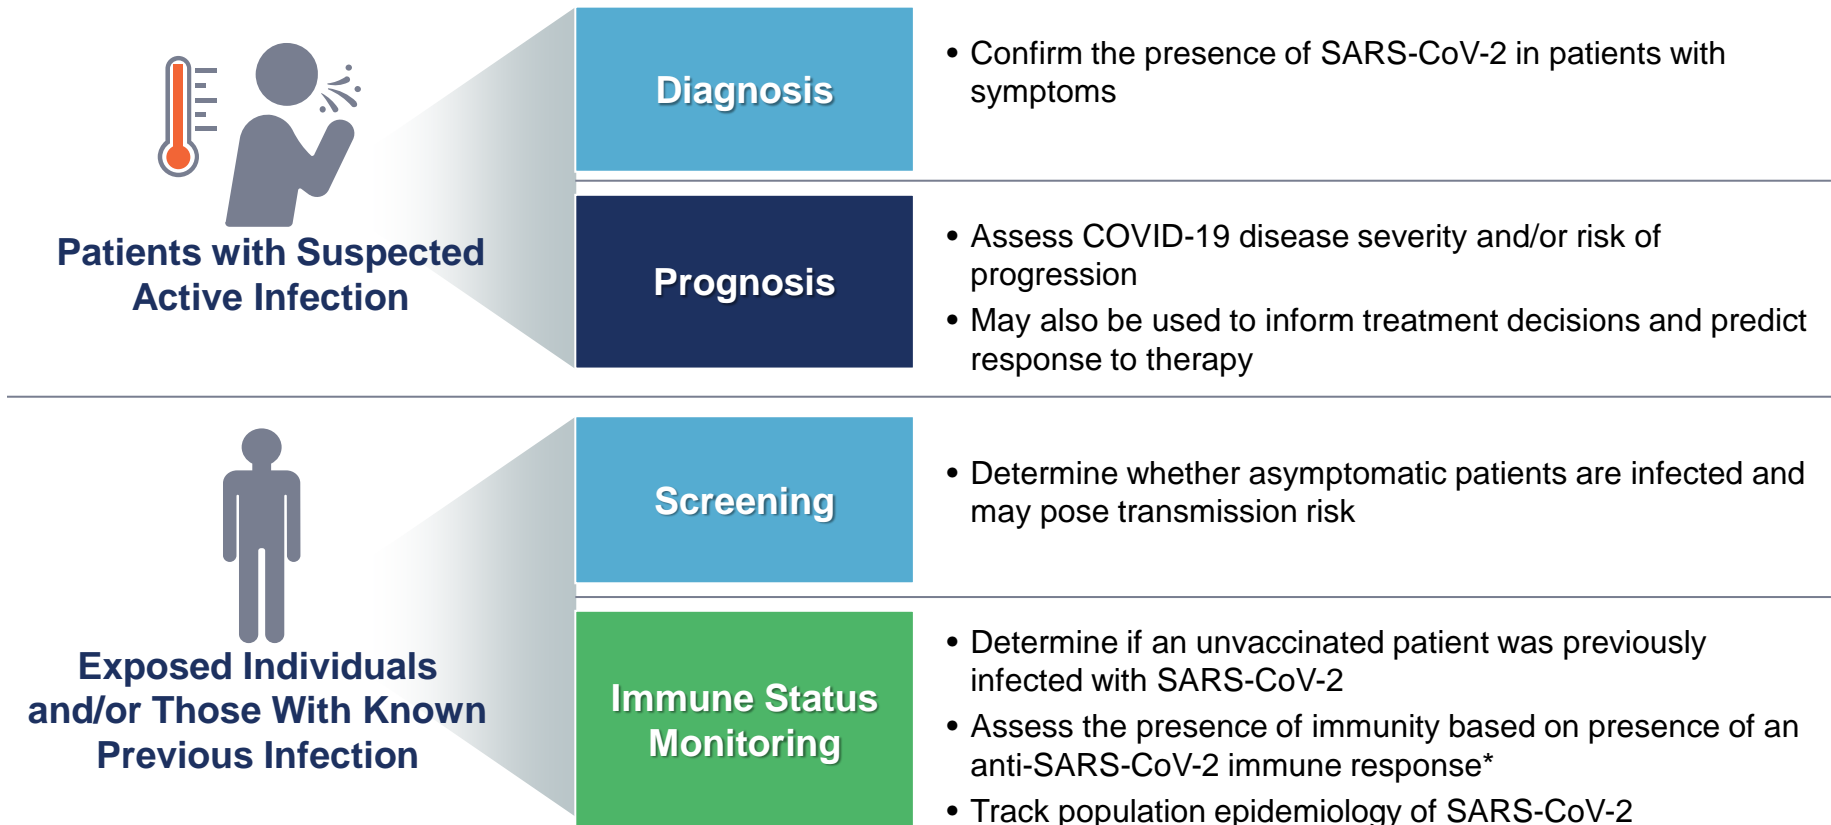 Diagnosis
• Confirm the presence of SARS-CoV-2 in patients with
symptoms
Patients with Suspected
Active Infection
Prognosis
• Assess COVID-19 disease severity and/or risk of
progression
• May also be used to inform treatment decisions and predict
response to therapy
Screening
• Determine whether asymptomatic patients are infected and
may pose transmission risk
Exposed Individuals
and/or Those With Known
Previous Infection
Immune Status
Monitoring
• Determine if an unvaccinated patient was previously
infected with SARS-CoV-2
• Assess the presence of immunity based on presence of an
anti-SARS-CoV-2 immune response*
• Track population epidemiology of SARS-CoV-2